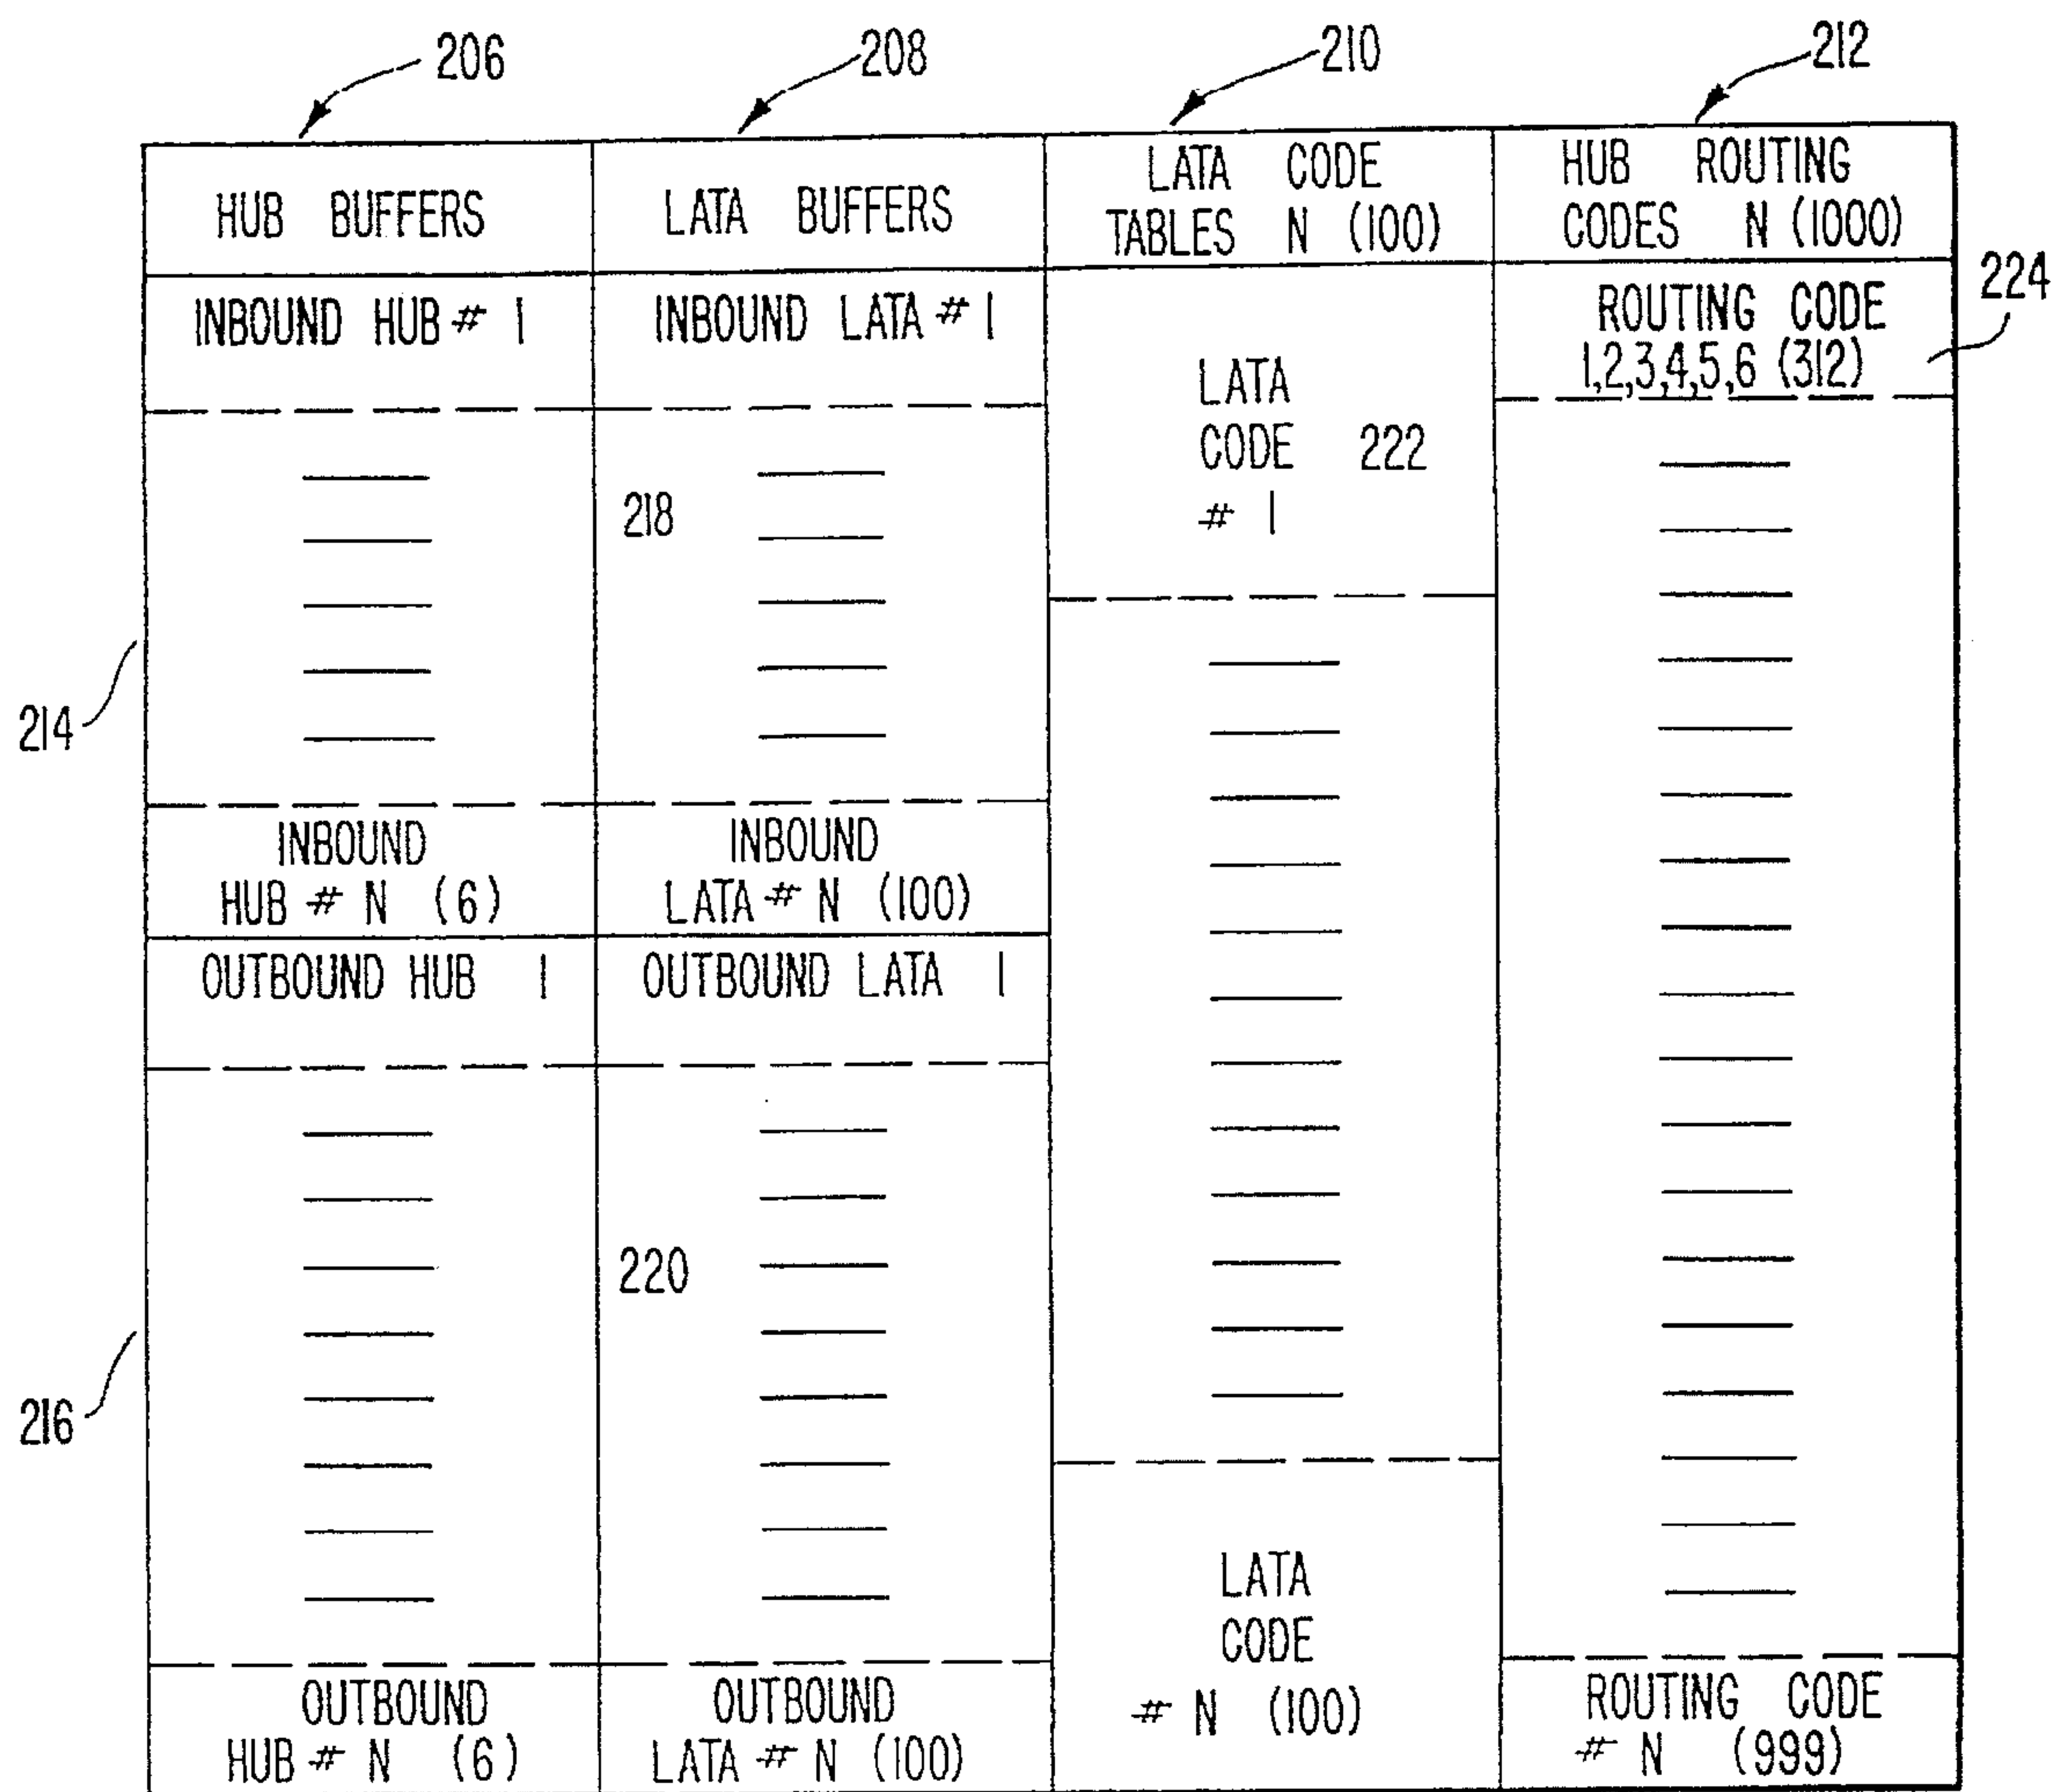 206
208
210
212
HUB BUFFERS
LATA BUFFERS
LATA CODE
TABLES N (100)
HUB ROUTING
CODES N (1000)
INBOUND HUB # 1
INBOUND LATA # 1
LATA
CODE 222
# 1
ROUTING CODE
1,2,3,4,5,6 (312)
224
218
214
INBOUND
HUB # N (6)
INBOUND
LATA # N (100)
OUTBOUND HUB 1
OUTBOUND LATA 1
220
216
OUTBOUND
HUB # N (6)
OUTBOUND
LATA # N (100)
LATA
CODE
# N (100)
ROUTING CODE
# N (999)